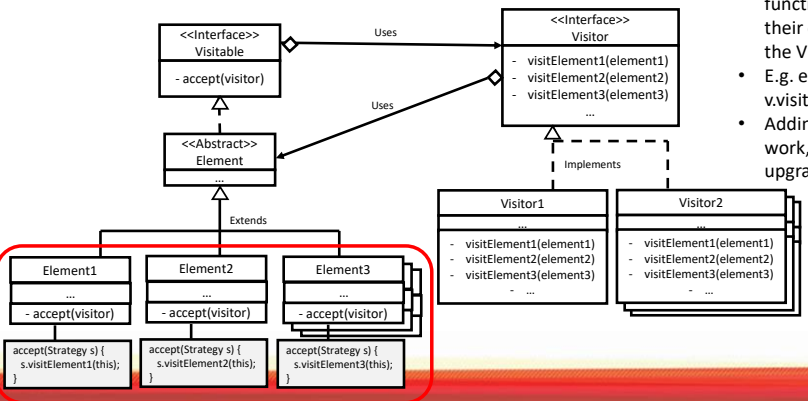 <<Interface>>
Visitable
- accept(visitor)
Uses
<<Interface>>
Visitor
- visitElement1(element1)
- visitElement2(element2)
- visitElement3(element3)
...
Uses
<<Abstract>>
Element
...
Extends
Implements
Visitor1
...
- visitElement1(element1)
- visitElement2(element2)
- visitElement3(element3)
- ...
Visitor2
...
- visitElement1(element1)
- visitElement2(element2)
- visitElement3(element3)
- ...
Element1
...
- accept(visitor)
accept(Strategy s) {
s.visitElement1(this);
}
Element2
...
- accept(visitor)
accept(Strategy s) {
s.visitElement2(this);
}
Element3
...
- accept(visitor)
accept(Strategy s) {
s.visitElement3(this);
}
their
the V
• E.g. e
v.visit
work,